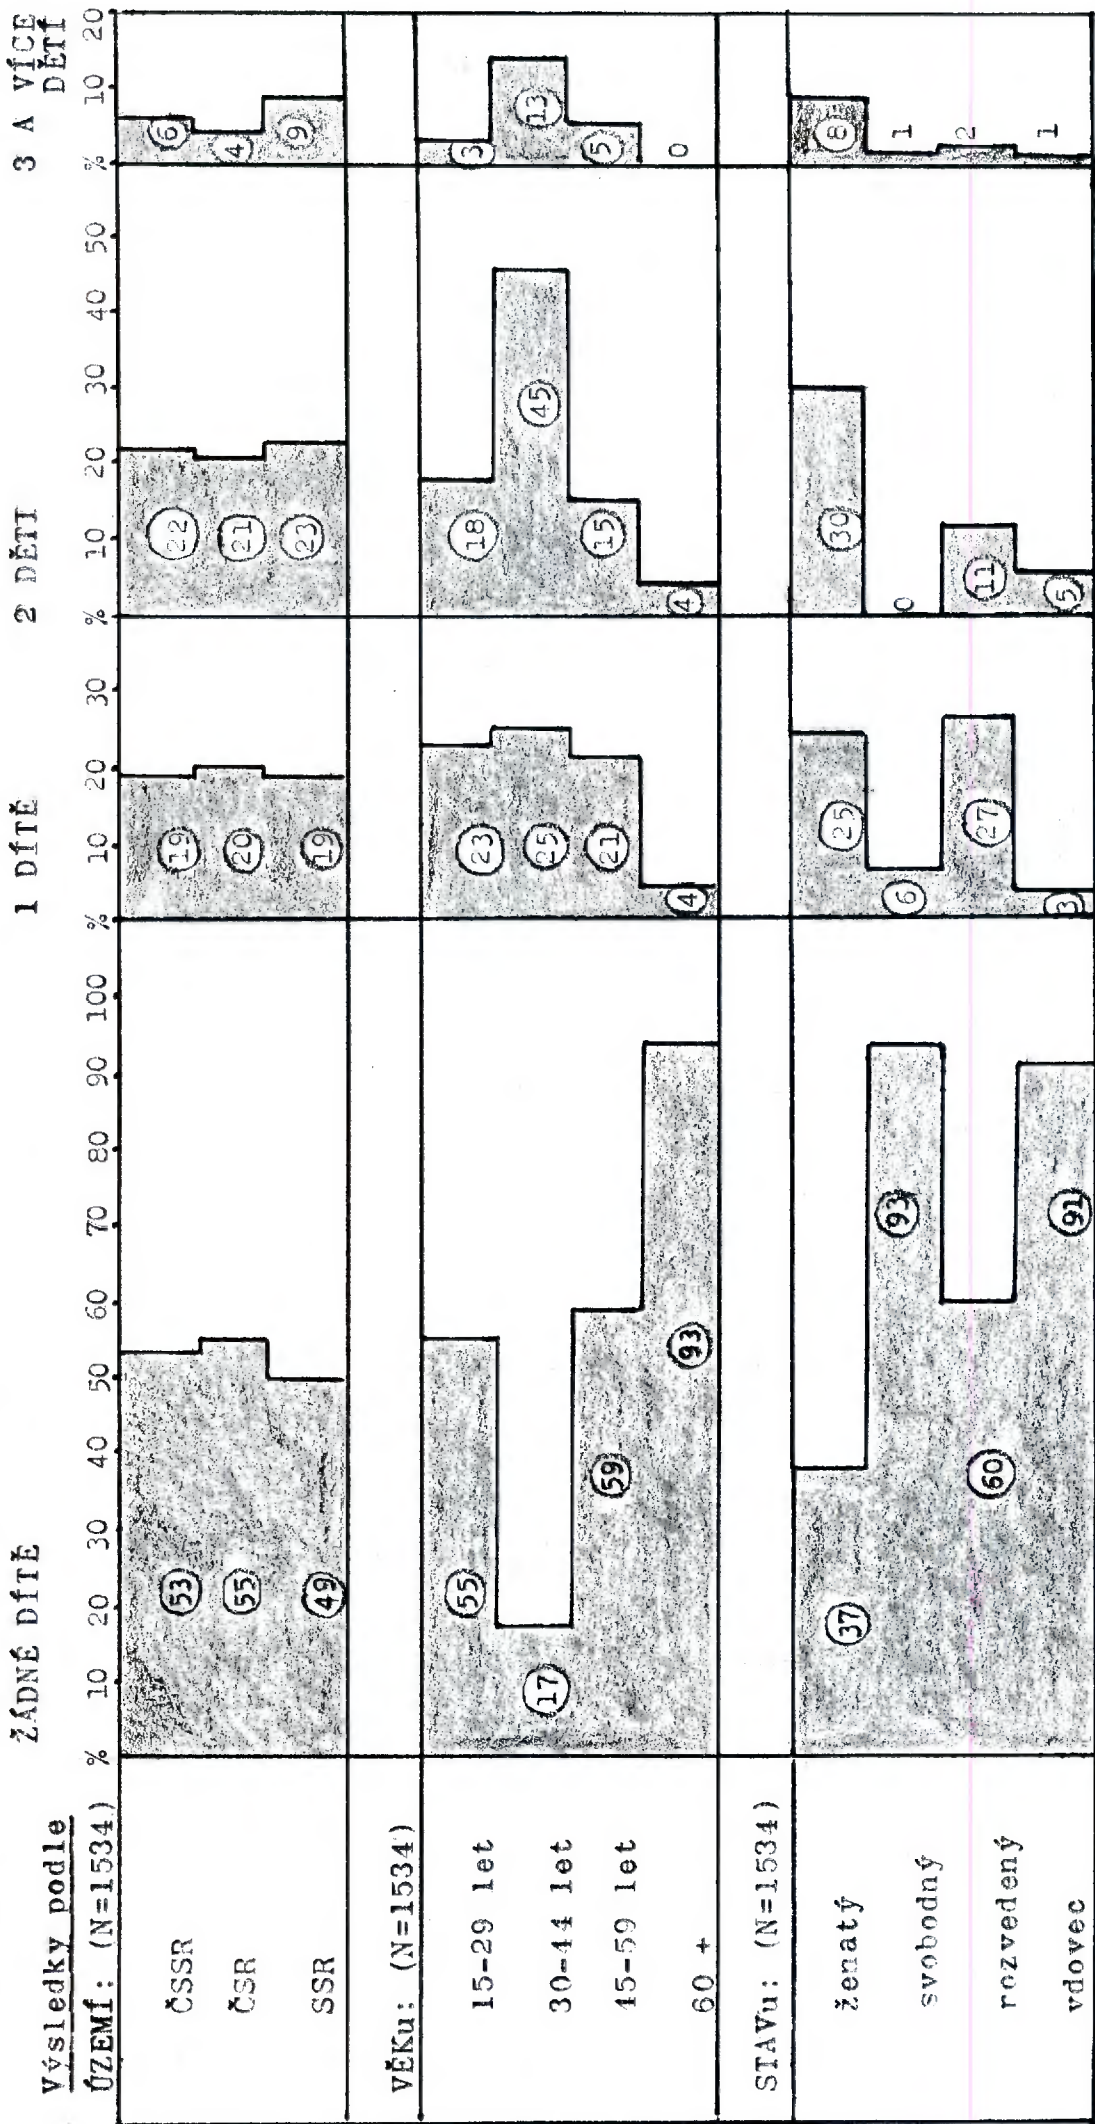 ŽÁDNÉ DÍTĚ 1 DÍTĚ 2 DĚTI 3 A VÍCE DĚTÍ
Výsledky podle
ÚZEMÍ: (N=1534) % 10 20 30 40 50 60 70 80 90 100 % 10 20 30 % 10 20 30 40 50 % 10 20
ČSSR 53 19 22 6
ČSR 55 20 21 4
SSR 49 19 23 9
VĚKu: (N=1534)
15-29 let 55 23 18 3
30-44 let 17 25 45 13
45-59 let 59 21 15 5
60 + 93 4 4 0
STAVu: (N=1534)
ženatý 37 25 30 8
svobodný 93 6 0 1
rozvedený 60 27 11 2
vdovec 91 3 5 1